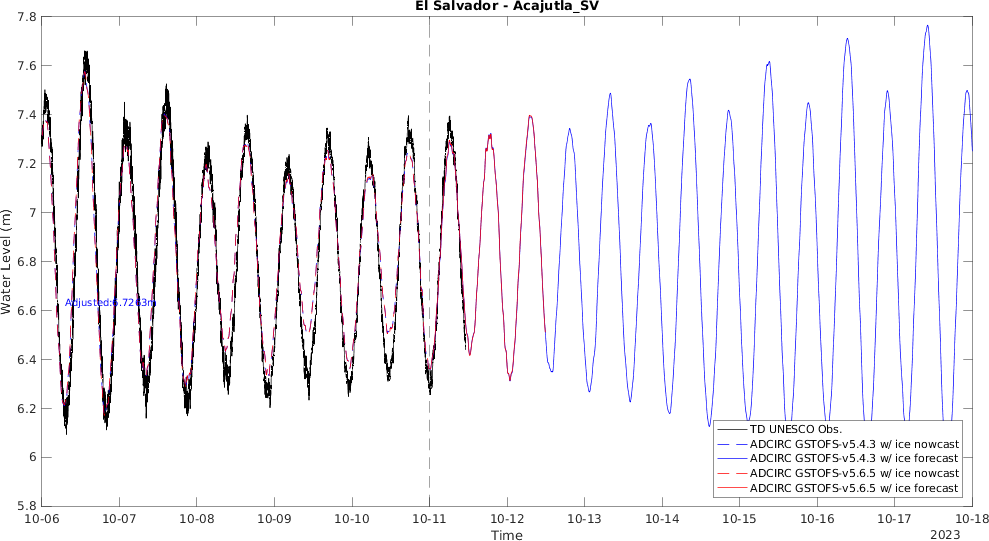 El Salvador - Acajutla_SV
Water Level (m)
7.8
7.6
7.4
7.2
7
6.8
6.6
6.4
6.2
6
5.8
Adjusted:6.7263m
TD UNESCO Obs.
ADCIRC GSTOFS-v5.4.3 w/ ice nowcast
ADCIRC GSTOFS-v5.4.3 w/ ice forecast
ADCIRC GSTOFS-v5.6.5 w/ ice nowcast
ADCIRC GSTOFS-v5.6.5 w/ ice forecast
10-06 10-07 10-08 10-09 10-10 10-11 10-12 10-13 10-14 10-15 10-16 10-17 10-18
Time
2023